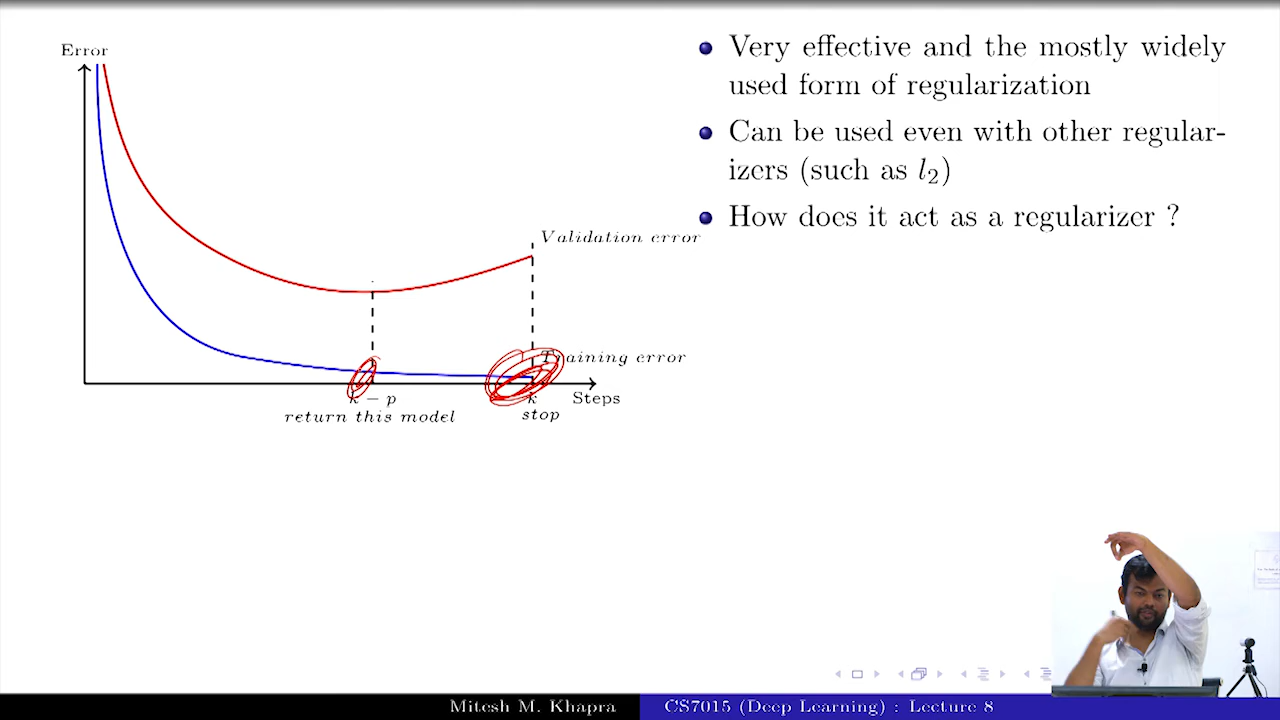 Error
Validation error
Training error
k − p
k
Steps
return this model
stop
Very effective and the mostly widely
used form of regularization
Can be used even with other regular-
izers (such as l₂)
How does it act as a regularizer ?
Mitesh M. Khapra
CS7015 (Deep Learning) : Lecture 8